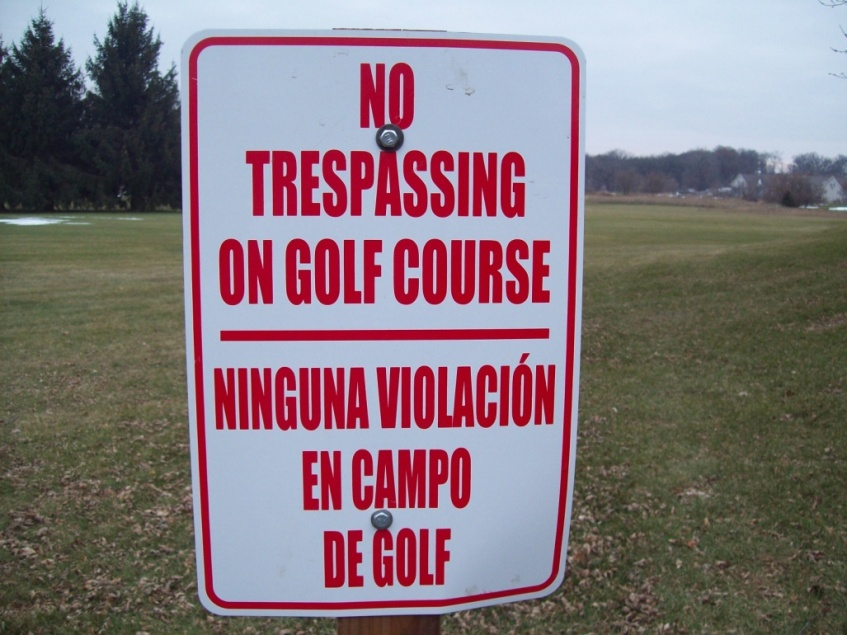 NO
TRESPASSING
ON GOLF COURSE
NINGUNA VIOLACIÓN
EN CAMPO
DE GOLF